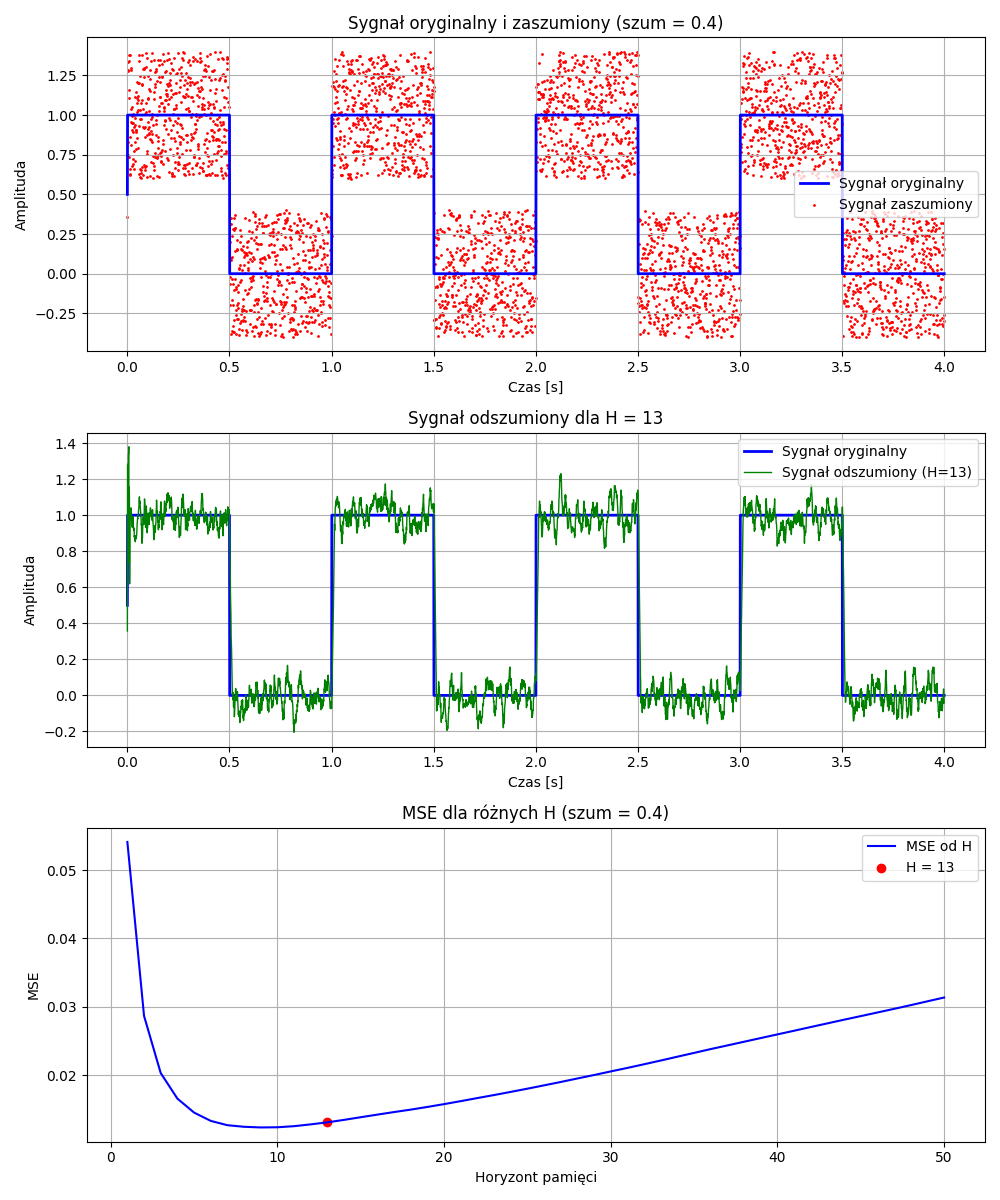 Sygnał oryginalny i zaszumiony (szum = 0.4)
1.25
1.00
0.75
0.50
0.25
0.00
−0.25
Amplituda
Sygnał oryginalny
Sygnał zaszumiony
0.0 0.5 1.0 1.5 2.0 2.5 3.0 3.5 4.0
Czas [s]
Sygnał odszumiony dla H = 13
1.4
1.2
1.0
0.8
0.6
0.4
0.2
0.0
−0.2
Amplituda
Sygnał oryginalny
Sygnał odszumiony (H=13)
0.0 0.5 1.0 1.5 2.0 2.5 3.0 3.5 4.0
Czas [s]
MSE dla różnych H (szum = 0.4)
0.05
0.04
0.03
0.02
MSE
MSE od H
H = 13
0 10 20 30 40 50
Horyzont pamięci